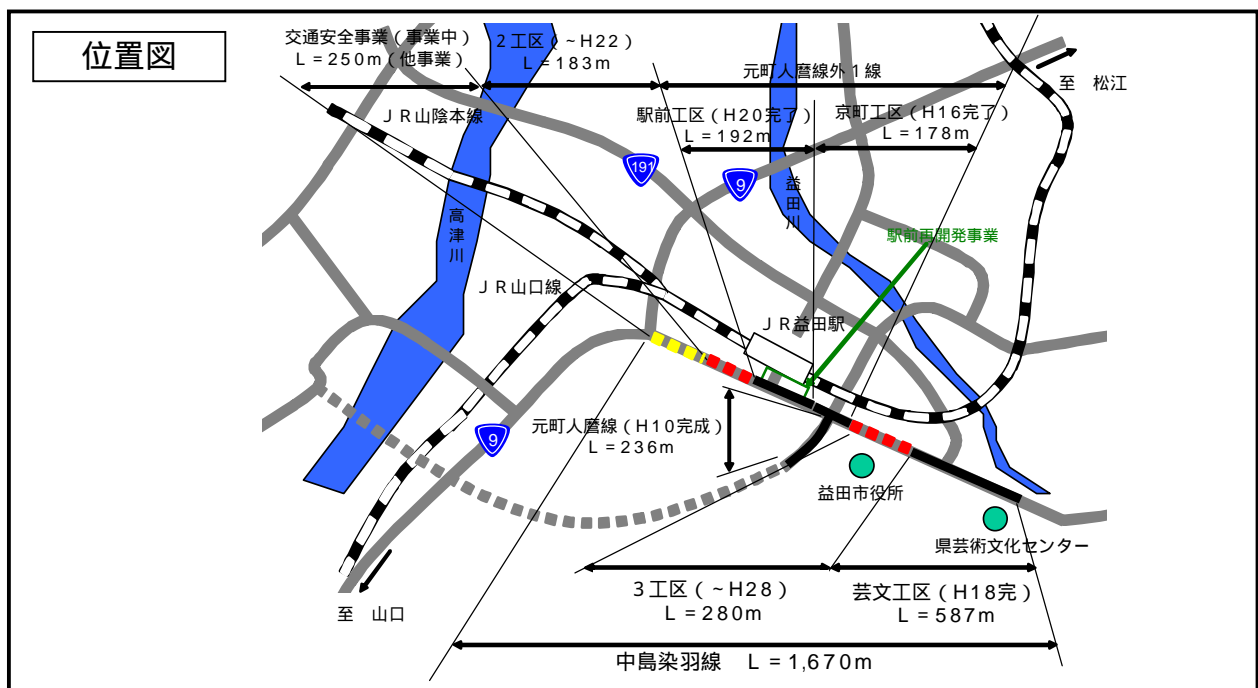 位置図
交通安全事業(事業中)
L=250m(他事業)
2工区(~H22)
L=183m
元町人麿線外1線
至 松江
駅前工区(H20完了)
L=192m
京町工区(H16完了)
L=178m
JR山陰本線
191
9
益田川
高津川
駅前再開発事業
JR山口線
JR益田駅
元町人麿線(H10完成)
L=236m
9
益田市役所
県芸術文化センター
至 山口
3工区(~H28)
L=280m
芸文工区(H18完)
L=587m
中島染羽線 L=1,670m